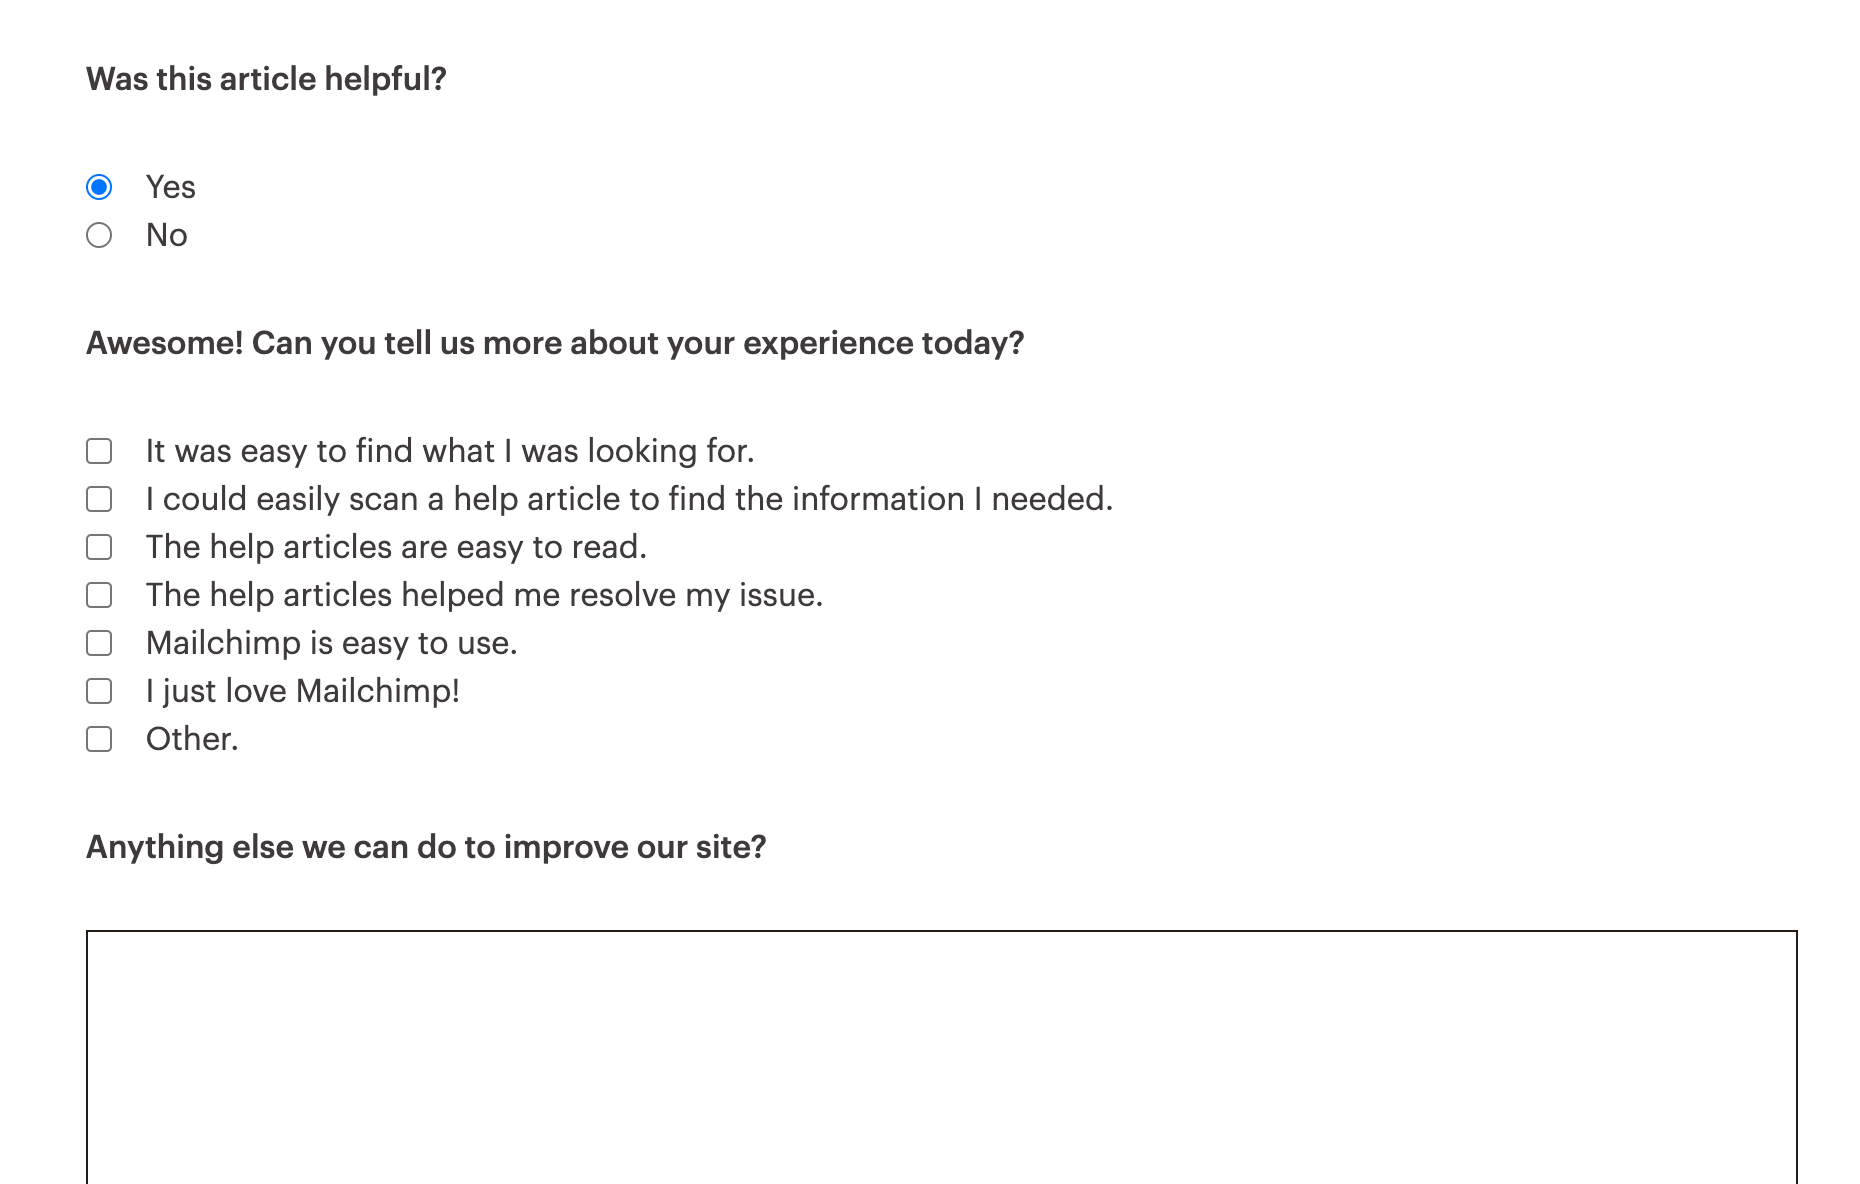 Was this article helpful?
Yes
No
Awesome! Can you tell us more about your experience today?
It was easy to find what I was looking for.
I could easily scan a help article to find the information I needed.
The help articles are easy to read.
The help articles helped me resolve my issue.
Mailchimp is easy to use.
I just love Mailchimp!
Other.
Anything else we can do to improve our site?